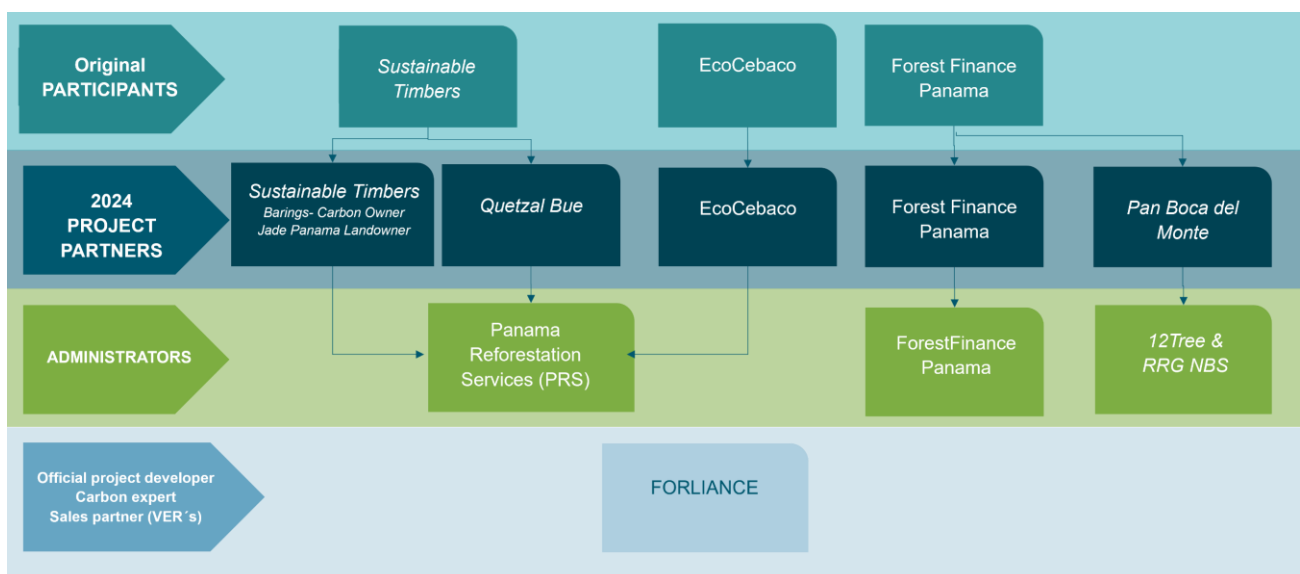 Original
PARTICIPANTS
Sustainable
Timbers
EcoCebaco
Forest Finance
Panama
2024
PROJECT
PARTNERS
Sustainable Timbers
Barings- Carbon Owner
Jade Panama Landowner
Quetzal Bue
EcoCebaco
Forest Finance
Panama
Pan Boca del
Monte
ADMINISTRATORS
Panama
Reforestation
Services (PRS)
ForestFinance
Panama
12Tree &
RRG NBS
Official project developer
Carbon expert
Sales partner (VER´s)
FORLIANCE